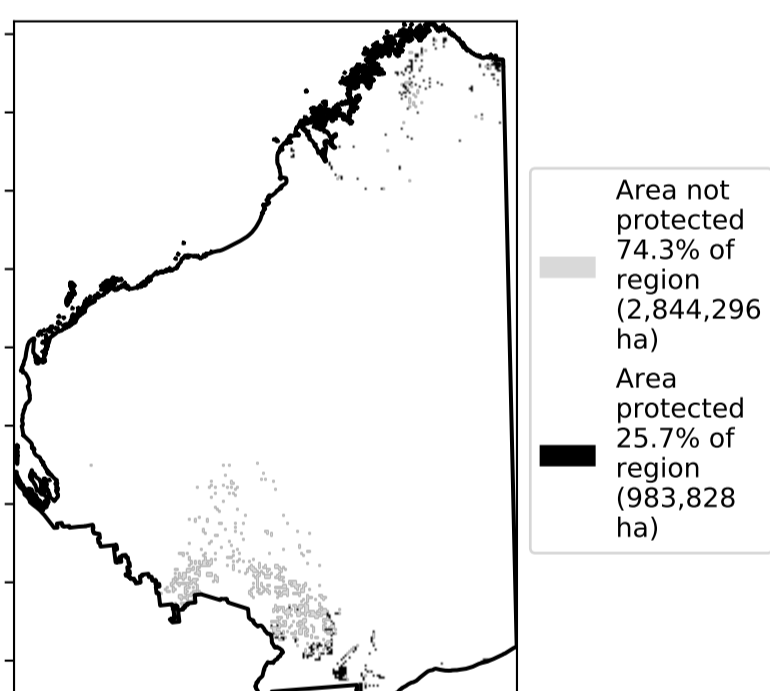 Area not
protected
74.3% of
region
(2,844,296
ha)
Area
protected
25.7% of
region
(983,828
ha)